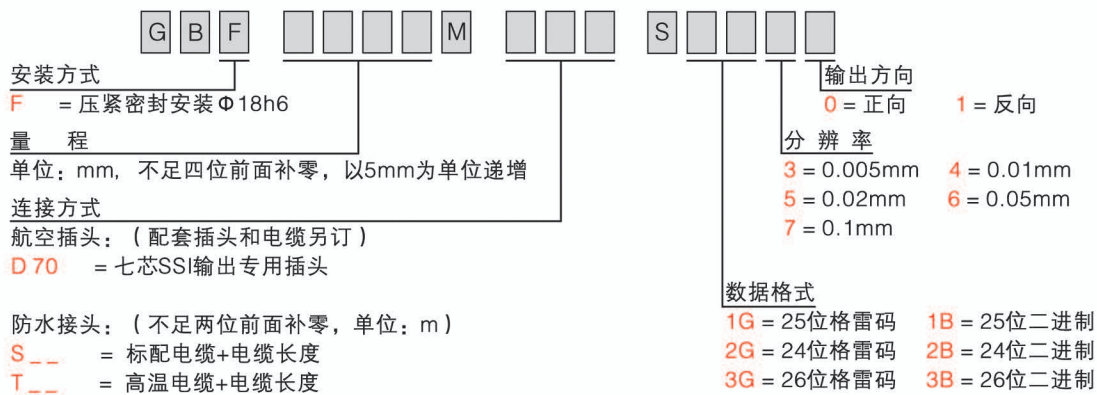 GBF M S
安装方式
F = 压紧密封安装Φ18h6
量 程
单位：mm，不足四位前面补零，以5mm为单位递增
连接方式
航空插头：（配套插头和电缆另订）
D 70 = 七芯SSI输出专用插头
防水接头：（不足两位前面补零，单位：m）
S_ _ = 标配电缆+电缆长度
T_ _ = 高温电缆+电缆长度
输出方向
0 = 正向 1 = 反向
分 辨 率
3 = 0.005mm 4 = 0.01mm
5 = 0.02mm 6 = 0.05mm
7 = 0.1mm
数据格式
1G = 25位格雷码 1B = 25位二进制
2G = 24位格雷码 2B = 24位二进制
3G = 26位格雷码 3B = 26位二进制